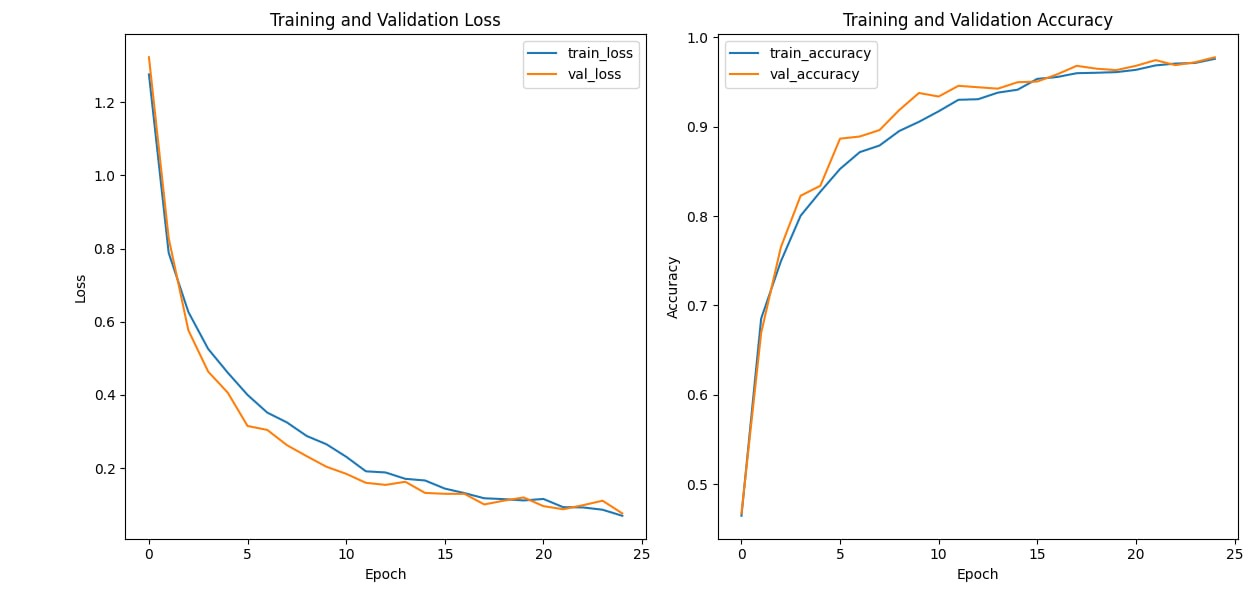 Training and Validation Loss
train_loss
val_loss
1.2
1.0
0.8
0.6
0.4
0.2
Loss
0 5 10 15 20 25
Epoch
Training and Validation Accuracy
train_accuracy
val_accuracy
1.0
0.9
0.8
0.7
0.6
0.5
Accuracy
0 5 10 15 20 25
Epoch